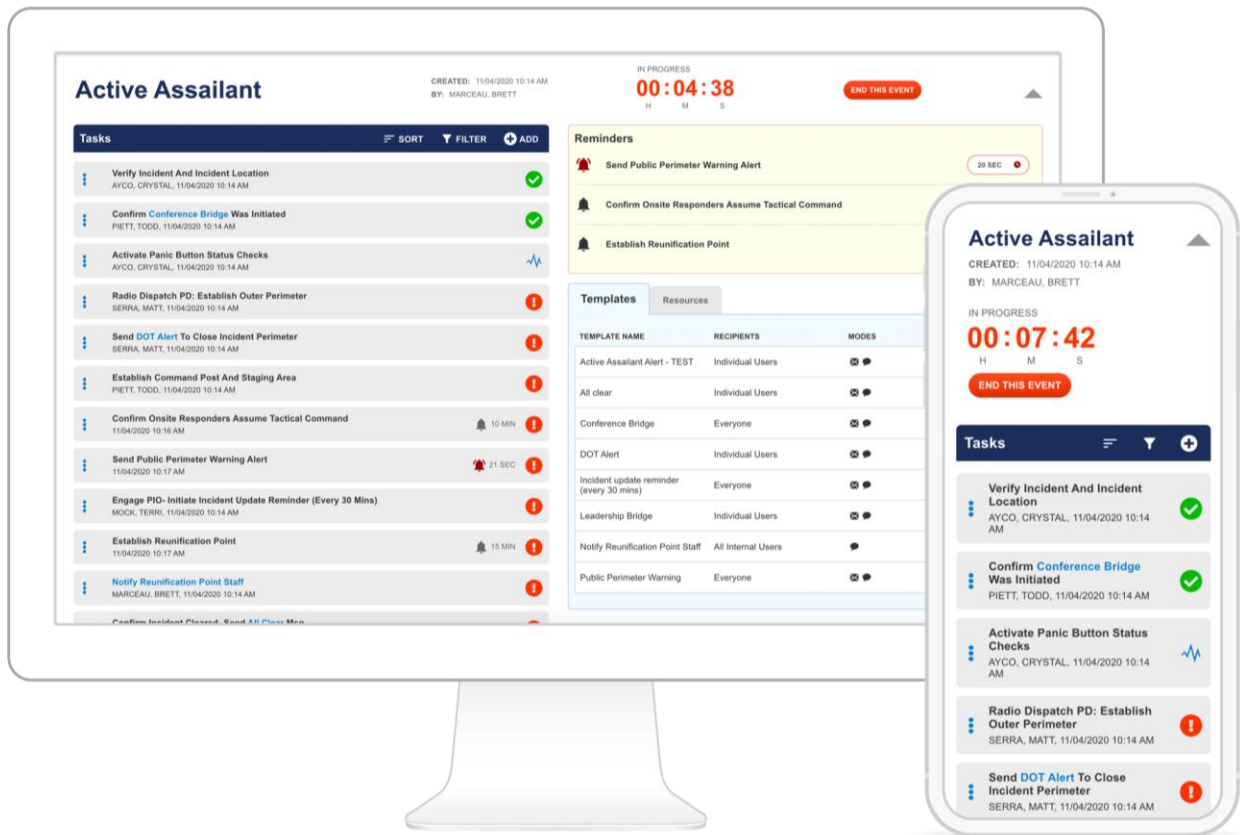 Active Assailant
CREATED: 11/04/2020 10:14 AM
BY: MARCEAU, BRETT
IN PROGRESS
00:04:38
H M S
END THIS EVENT
Tasks SORT FILTER ADD
Verify Incident And Incident Location
AYCO, CRYSTAL, 11/04/2020 10:14 AM
Confirm Conference Bridge Was Initiated
PIETT, TODD, 11/04/2020 10:14 AM
Activate Panic Button Status Checks
AYCO, CRYSTAL, 11/04/2020 10:14 AM
Radio Dispatch PD: Establish Outer Perimeter
SERRA, MATT, 11/04/2020 10:14 AM
Send DOT Alert To Close Incident Perimeter
SERRA, MATT, 11/04/2020 10:14 AM
Establish Command Post And Staging Area
PIETT, TODD, 11/04/2020 10:14 AM
Confirm Onsite Responders Assume Tactical Command
11/04/2020 10:18 AM
10 MIN
Send Public Perimeter Warning Alert
11/04/2020 10:17 AM
21 SEC
Engage PIO- Initiate Incident Update Reminder (Every 30 Mins)
MOCK, TERRI, 11/04/2020 10:14 AM
Establish Reunification Point
11/04/2020 10:17 AM
15 MIN
Notify Reunification Point Staff
MARCEAU, BRETT, 11/04/2020 10:14 AM
Confirm Incident Cleared- Send All Clear Msg
Reminders
Send Public Perimeter Warning Alert
20 SEC
Confirm Onsite Responders Assume Tactical Command
Establish Reunification Point
Templates Resources
TEMPLATE NAME RECIPIENTS MODES
Active Assailant Alert - TEST Individual Users
All clear Individual Users
Conference Bridge Everyone
DOT Alert Individual Users
Incident update reminder
(every 30 mins) Everyone
Leadership Bridge Individual Users
Notify Reunification Point Staff All Internal Users
Public Perimeter Warning Everyone
Active Assailant
CREATED: 11/04/2020 10:14 AM
BY: MARCEAU, BRETT
IN PROGRESS
00:07:42
H M S
END THIS EVENT
Tasks
Verify Incident And Incident
Location
AYCO, CRYSTAL, 11/04/2020 10:14
AM
Confirm Conference Bridge
Was Initiated
PIETT, TODD, 11/04/2020 10:14 AM
Activate Panic Button Status
Checks
AYCO, CRYSTAL, 11/04/2020 10:14
AM
Radio Dispatch PD: Establish
Outer Perimeter
SERRA, MATT, 11/04/2020 10:14 AM
Send DOT Alert To Close
Incident Perimeter
SERRA, MATT, 11/04/2020 10:14 AM